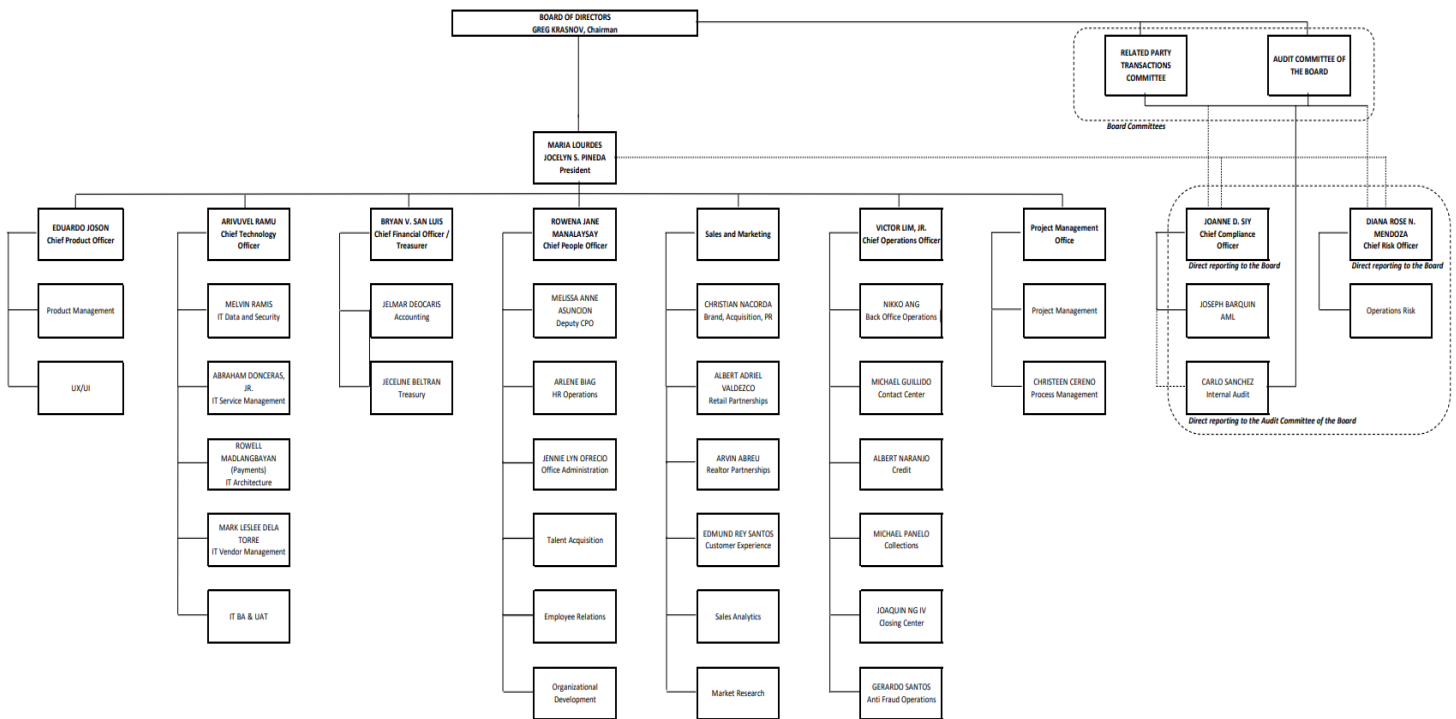 BOARD OF DIRECTORS
GREG KRASNOV, Chairman
RELATED PARTY
TRANSACTIONS
COMMITTEE
AUDIT COMMITTEE OF
THE BOARD
Board Committees
MARIA LOURDES
JOCELYN S. PINEDA
President
EDUARDO JOSON
Chief Product Officer
Product Management
UX/UI
ARIVUVEL RAMU
Chief Technology
Officer
MELVIN RAMIS
IT Data and Security
ABRAHAM DONCERAS,
JR.
IT Service Management
ROWELL
MADLANGBAYAN
(Payments)
IT Architecture
MARK LESLEE DELA
TORRE
IT Vendor Management
IT BA & UAT
BRYAN V. SAN LUIS
Chief Financial Officer /
Treasurer
JELMAR DEOCARIS
Accounting
JECELINE BELTRAN
Treasury
ROWENA JANE
MANALAYSAY
Chief People Officer
MELISSA ANNE
ASUNCION
Deputy CPO
ARLENE BIAG
HR Operations
JENNIE LYN OFRECIO
Office Administration
Talent Acquisition
Employee Relations
Organizational
Development
Sales and Marketing
CHRISTIAN NACORDA
Brand, Acquisition, PR
ALBERT ADRIEL
VALDEZCO
Retail Partnerships
ARVIN ABREU
Realtor Partnerships
EDMUND REY SANTOS
Customer Experience
Sales Analytics
Market Research
VICTOR LIM, JR.
Chief Operations Officer
NIKKO ANG
Back Office Operations
MICHAEL GUILLIDO
Contact Center
ALBERT NARANJO
Credit
MICHAEL PANELO
Collections
JOAQUIN NG IV
Closing Center
GERARDO SANTOS
Anti Fraud Operations
Project Management
Office
Project Management
CHRISTEEN CERENO
Process Management
JOANNE D. SIY
Chief Compliance
Officer
Direct reporting to the Board
JOSEPH BARQUIN
AML
CARLO SANCHEZ
Internal Audit
Direct reporting to the Audit Committee of the Board
DIANA ROSE N.
MENDOZA
Chief Risk Officer
Direct reporting to the Board
Operations Risk